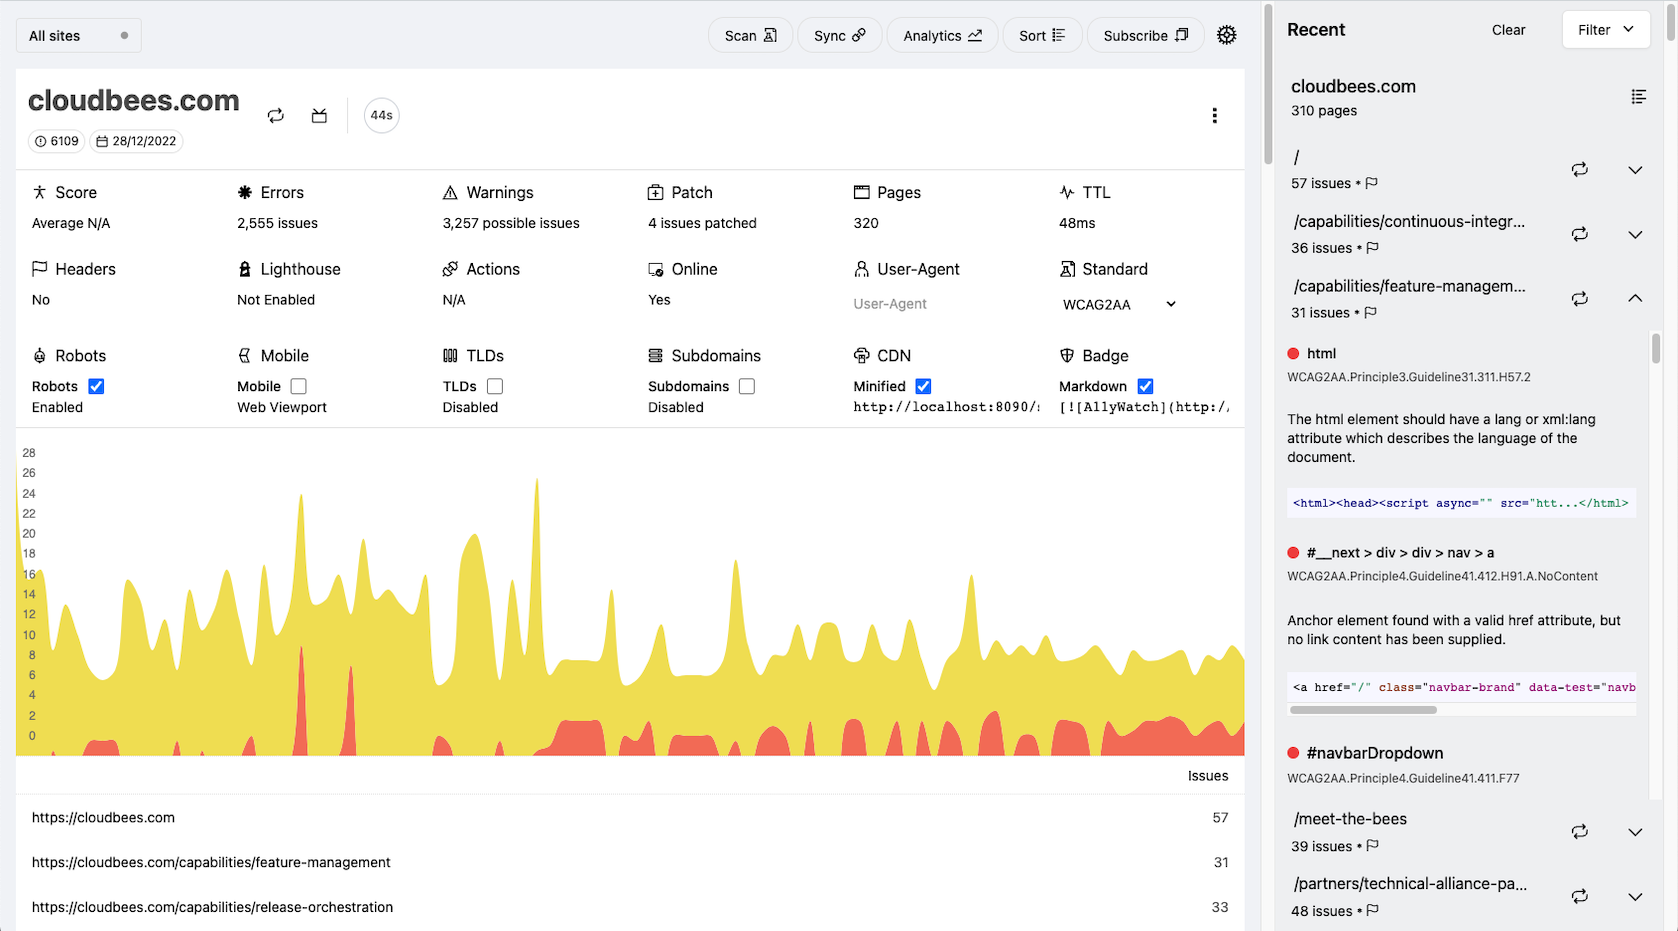 All sites
Scan
Sync
Analytics
Sort
Subscribe
cloudbees.com
44s
6109
28/12/2022
Score
Average N/A
Errors
2,555 issues
Warnings
3,257 possible issues
Patch
4 issues patched
Pages
320
TTL
48ms
Headers
No
Lighthouse
Not Enabled
Actions
N/A
Online
Yes
User-Agent
User-Agent
Standard
WCAG2AA
Robots
Robots
Enabled
Mobile
Mobile
Web Viewport
TLDs
TLDs
Disabled
Subdomains
Subdomains
Disabled
CDN
Minified
http://localhost:8090/
Badge
Markdown
[![AllyWatch](http:/
28
26
24
22
20
18
16
14
12
10
8
6
4
2
0
Issues
https://cloudbees.com 57
https://cloudbees.com/capabilities/feature-management 31
https://cloudbees.com/capabilities/release-orchestration 33
Recent
Clear
Filter
cloudbees.com
310 pages
/
57 issues •
/capabilities/continuous-integr...
36 issues •
/capabilities/feature-managem...
31 issues •
html
WCAG2AA.Principle3.Guideline31.311.H57.2
The html element should have a lang or xml:lang
attribute which describes the language of the
document.
<html><head><script async="" src="htt...</html>
#__next > div > div > nav > a
WCAG2AA.Principle4.Guideline41.412.H91.A.NoContent
Anchor element found with a valid href attribute, but
no link content has been supplied.
<a href="/" class="navbar-brand" data-test="navb
#navbarDropdown
WCAG2AA.Principle4.Guideline41.411.F77
/meet-the-bees
39 issues •
/partners/technical-alliance-pa...
48 issues •